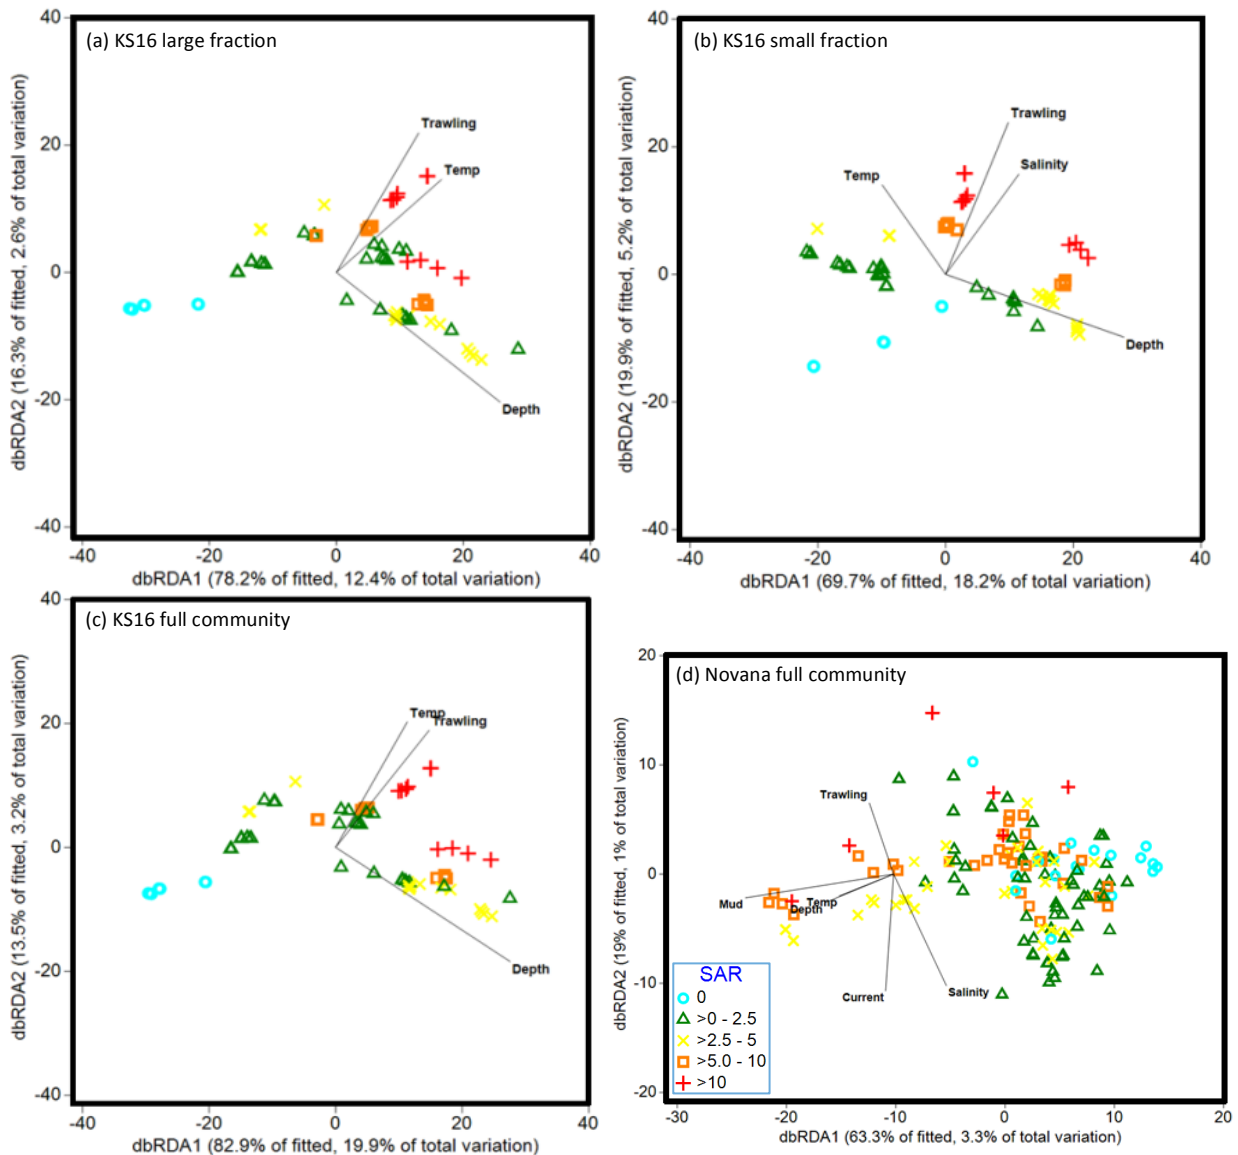 (a) KS16 large fraction
40
20
0
-20
-40
-40
-20
0
20
40
Trawling
Temp
Depth
dbRDA2 (16.3% of fitted, 2.6% of total variation)
dbRDA1 (78.2% of fitted, 12.4% of total variation)
(b) KS16 small fraction
40
20
0
-20
-40
-40
-20
0
20
40
Trawling
Salinity
Temp
Depth
dbRDA2 (19.9% of fitted, 5.2% of total variation)
dbRDA1 (69.7% of fitted, 18.2% of total variation)
(c) KS16 full community
40
20
0
-20
-40
-40
-20
0
20
40
Temp
Trawling
Depth
dbRDA2 (13.5% of fitted, 3.2% of total variation)
dbRDA1 (82.9% of fitted, 19.9% of total variation)
(d) Novana full community
20
10
0
-10
-20
-30
-20
-10
0
10
20
Trawling
Mud
Temp
Depth
Current
Salinity
SAR
0
>0 - 2.5
>2.5 - 5
>5.0 - 10
>10
dbRDA2 (19% of fitted, 1% of total variation)
dbRDA1 (63.3% of fitted, 3.3% of total variation)